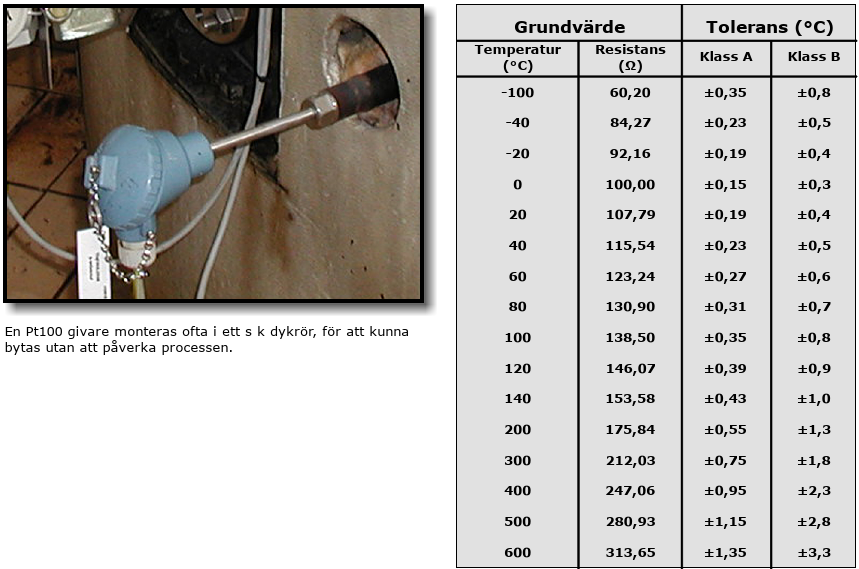 En Pt100 givare monteras ofta i ett s k dykrör, för att kunna
bytas utan att påverka processen.
Grundvärde Tolerans (°C)
Temperatur (°C) Resistans (Ω) Klass A Klass B
-100 60,20 ±0,35 ±0,8
-40 84,27 ±0,23 ±0,5
-20 92,16 ±0,19 ±0,4
0 100,00 ±0,15 ±0,3
20 107,79 ±0,19 ±0,4
40 115,54 ±0,23 ±0,5
60 123,24 ±0,27 ±0,6
80 130,90 ±0,31 ±0,7
100 138,50 ±0,35 ±0,8
120 146,07 ±0,39 ±0,9
140 153,58 ±0,43 ±1,0
200 175,84 ±0,55 ±1,3
300 212,03 ±0,75 ±1,8
400 247,06 ±0,95 ±2,3
500 280,93 ±1,15 ±2,8
600 313,65 ±1,35 ±3,3